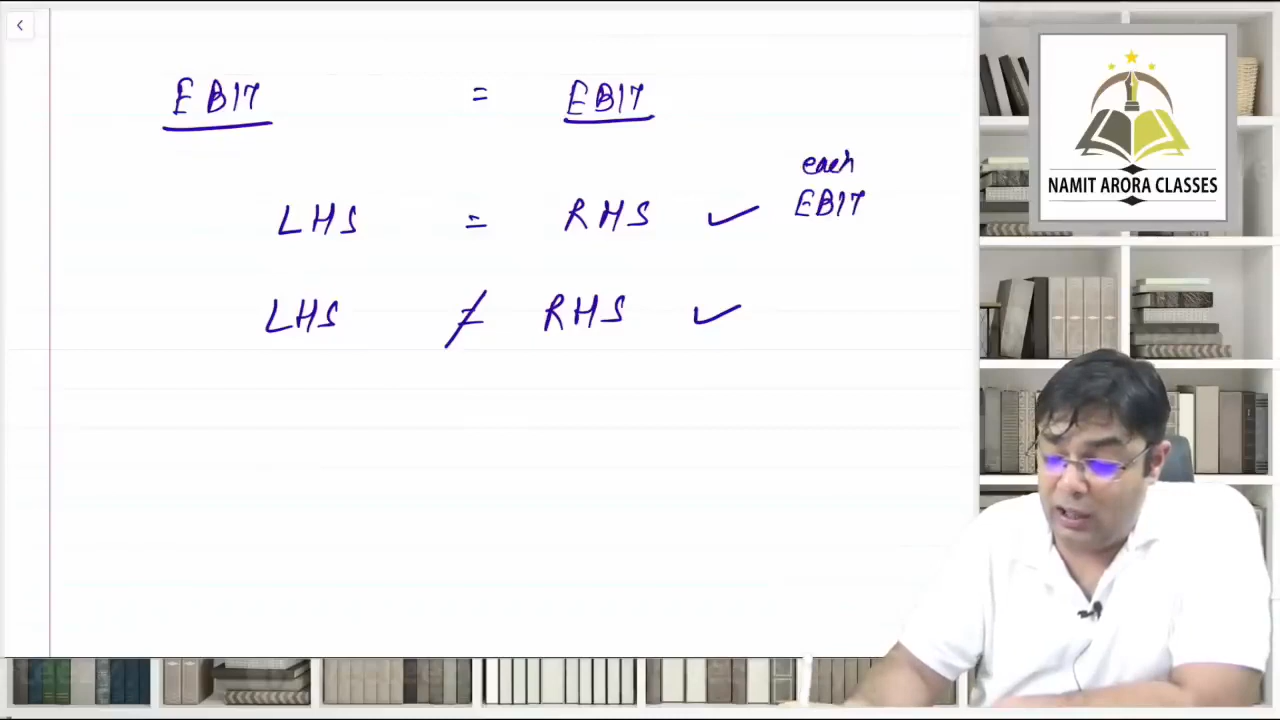 EBIT = EBIT
each
EBIT
LHS = RHS ✓
LHS ≠ RHS ✓
NAMIT ARORA CLASSES